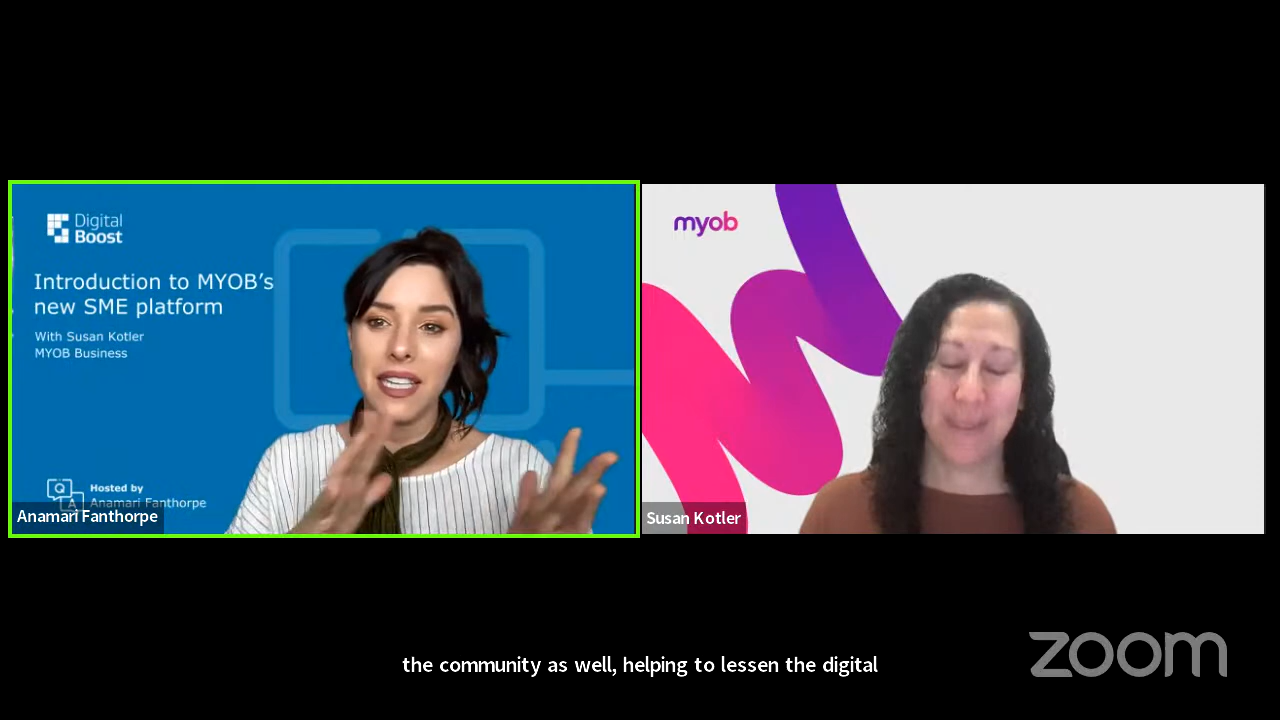 Digital
Boost
Introduction to MYOB's
new SME platform
With Susan Kotler
MYOB Business
Q
A
Hosted by
Anamari Fanthorpe
Anamari Fanthorpe
myob
Susan Kotler
the community as well, helping to lessen the digital
zoom